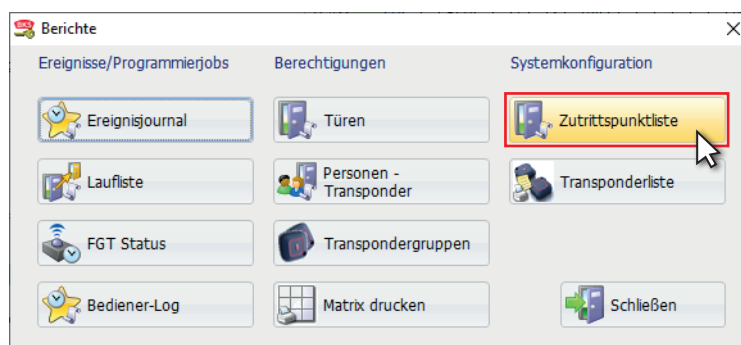 BKS Berichte
Ereignisse/Programmierjobs
Berechtigungen
Systemkonfiguration
Ereignisjournal
Türen
Zutrittspunktliste
Laufliste
Personen -
Transponder
Transponderliste
FGT Status
Transpondergruppen
Bediener-Log
Matrix drucken
Schließen